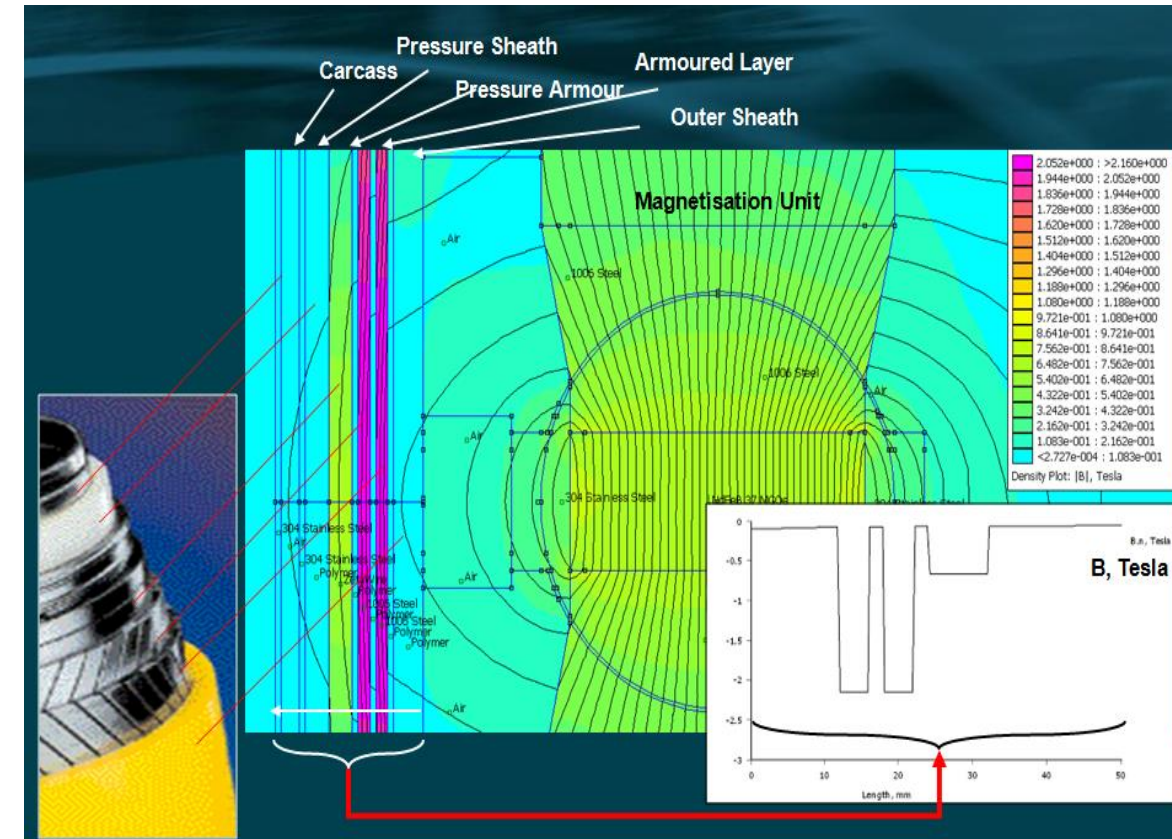 Pressure Sheath
Carcass
Armoured Layer
Pressure Armour
Outer Sheath
Magnetisation Unit
2.052e+000 : >2.160e+000
1.944e+000 : 2.052e+000
1.836e+000 : 1.944e+000
1.728e+000 : 1.836e+000
1.620e+000 : 1.728e+000
1.512e+000 : 1.620e+000
1.404e+000 : 1.512e+000
1.296e+000 : 1.404e+000
1.188e+000 : 1.296e+000
1.080e+000 : 1.188e+000
9.721e-001 : 1.080e+000
8.641e-001 : 9.721e-001
7.562e-001 : 8.641e-001
6.482e-001 : 7.562e-001
5.402e-001 : 6.482e-001
4.322e-001 : 5.402e-001
3.242e-001 : 4.322e-001
2.162e-001 : 3.242e-001
1.083e-001 : 2.162e-001
<2.727e-004 : 1.083e-001
Density Plot: |B|, Tesla
Air
1006 Steel
1006 Steel
Air
Air
304 Stainless Steel
304 Stainless Steel
Air
304 Stainless Steel
Polymer
Polymer
Air
1006 Steel
Polymer
1006 Steel
Polymer
Polymer
Air
B.n, Tesla
B, Tesla
0
-0.5
-1
-1.5
-2
-2.5
-3
0 10 20 30 40 50
Length, mm